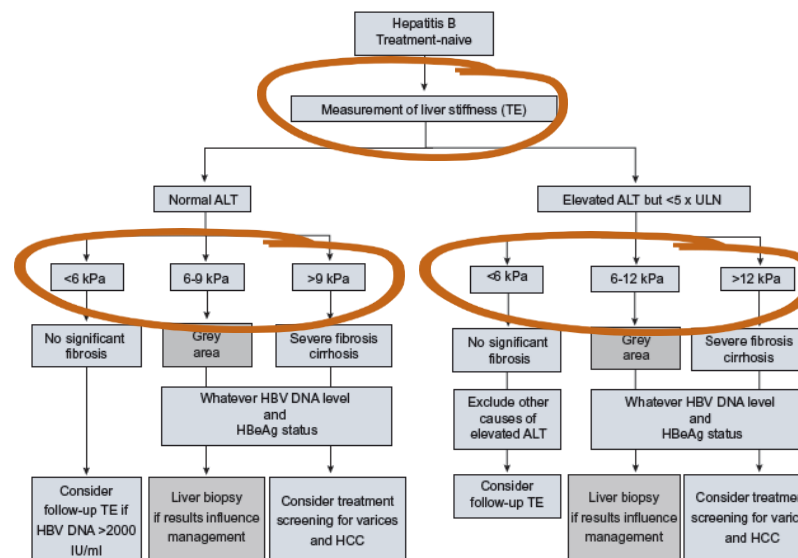 Hepatitis B
Treatment-naive
Measurement of liver stiffness (TE)
Normal ALT
Elevated ALT but <5 x ULN
<6 kPa
6-9 kPa
>9 kPa
<6 kPa
6-12 kPa
>12 kPa
No significant
fibrosis
Grey
area
Severe fibrosis
cirrhosis
No significant
fibrosis
Grey
area
Severe fibrosis
cirrhosis
Whatever HBV DNA level
and
HBeAg status
Exclude other
causes of
elevated ALT
Whatever HBV DNA level
and
HBeAg status
Consider
follow-up TE if
HBV DNA >2000
IU/ml
Liver biopsy
if results influence
management
Consider treatment
screening for varices
and HCC
Consider
follow-up TE
Liver biopsy
if results influence
management
Consider treatment
screening for varices
and HCC